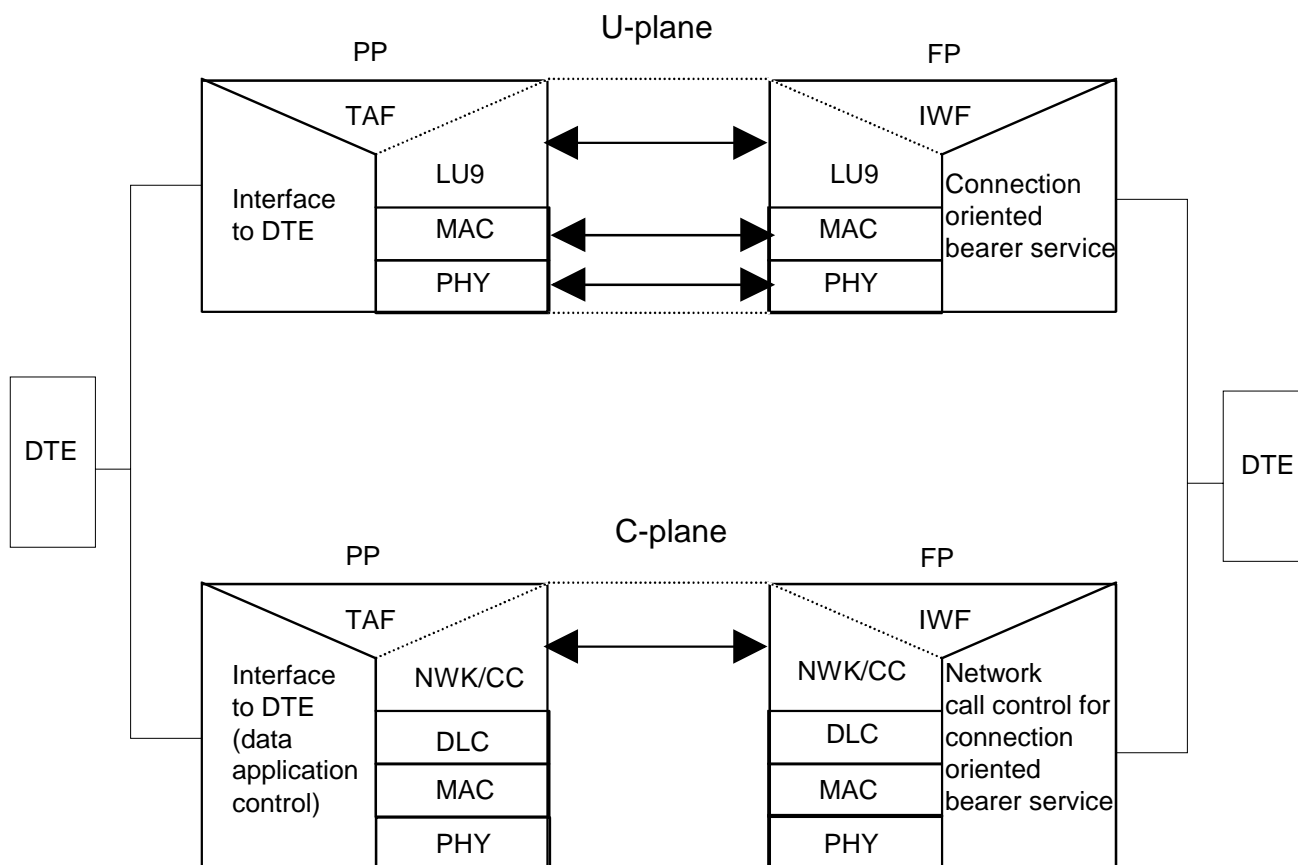 U-plane
PP
FP
TAF
IWF
LU9
LU9
Interface
to DTE
Connection
oriented
bearer service
MAC
MAC
PHY
PHY
DTE
DTE
C-plane
PP
FP
TAF
IWF
Interface
to DTE
(data
application
control)
NWK/CC
NWK/CC
Network
call control for
connection
oriented
bearer service
DLC
DLC
MAC
MAC
PHY
PHY